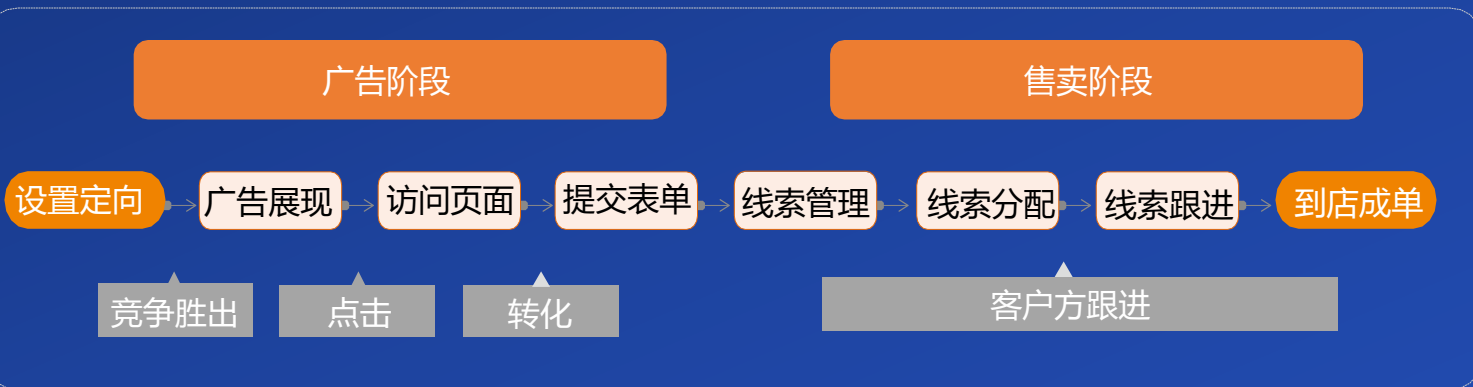 广告阶段
售卖阶段
设置定向
广告展现
访问页面
提交表单
线索管理
线索分配
线索跟进
到店成单
竞争胜出
点击
转化
客户方跟进